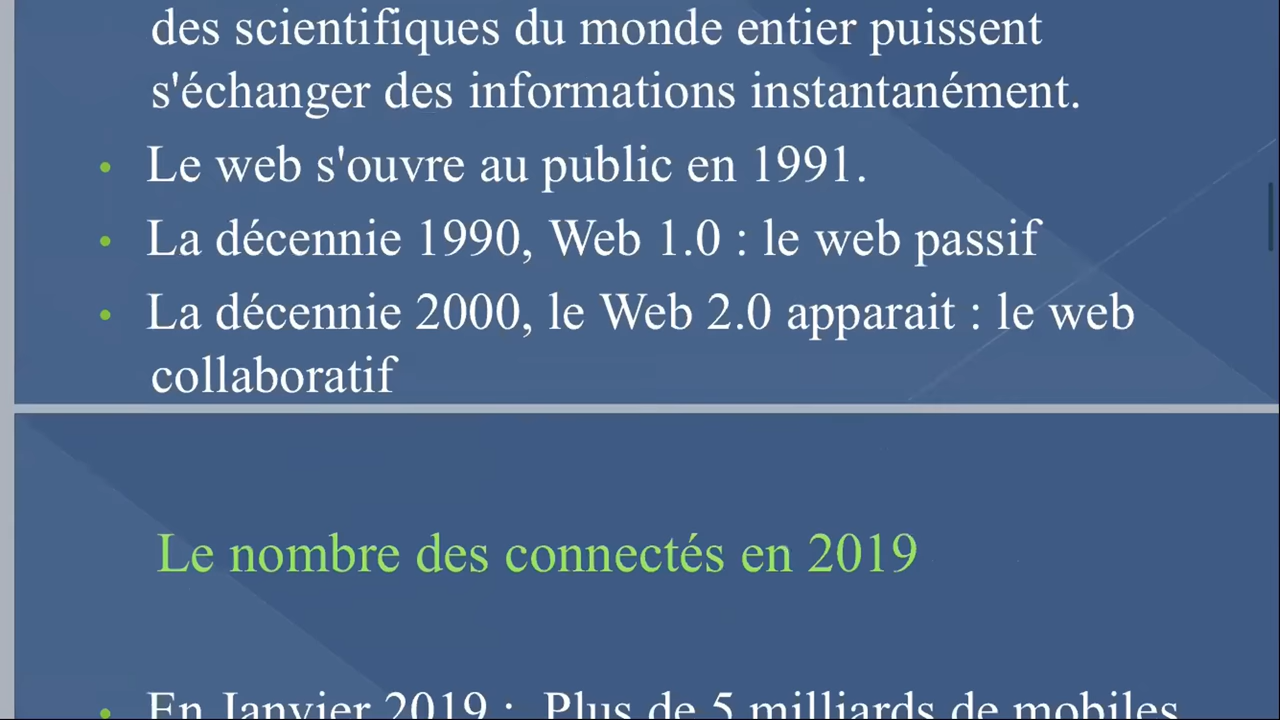 des scientifiques du monde entier puissent
s'échanger des informations instantanément.
• Le web s'ouvre au public en 1991.
• La décennie 1990, Web 1.0 : le web passif
• La décennie 2000, le Web 2.0 apparait : le web
collaboratif
Le nombre des connectés en 2019
• En Janvier 2019 : Plus de 5 milliards de mobiles